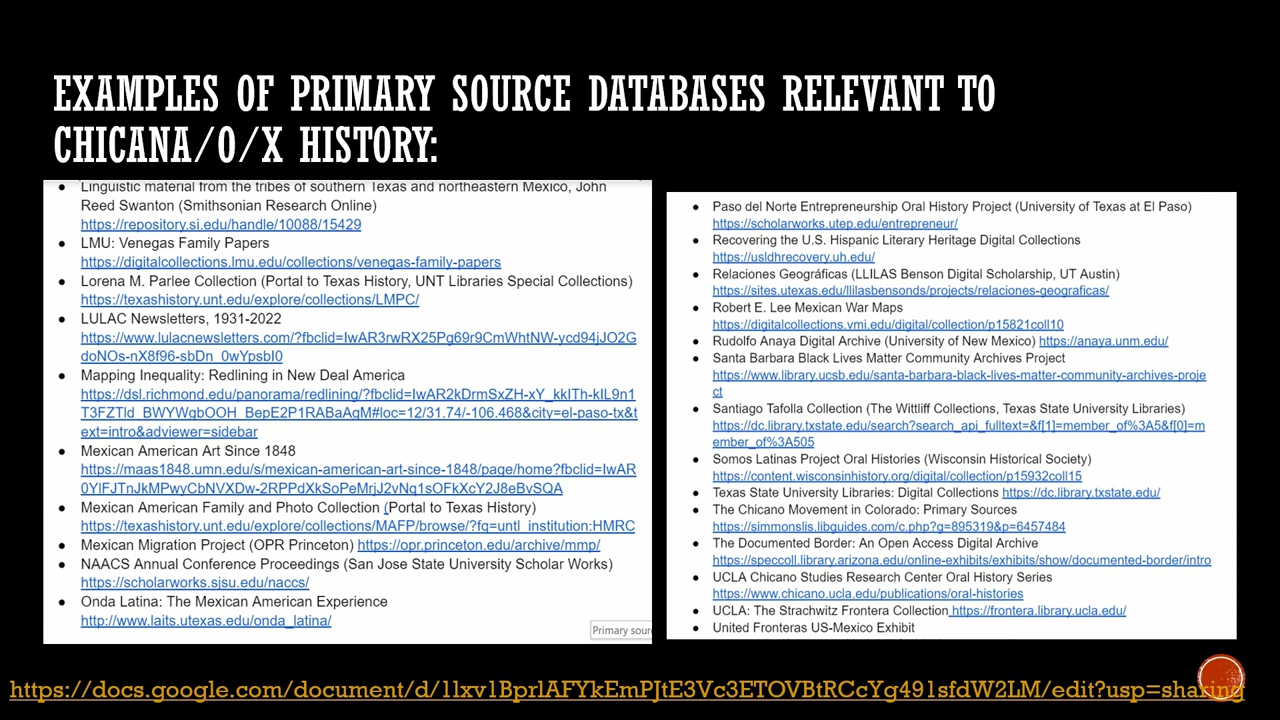 EXAMPLES OF PRIMARY SOURCE DATABASES RELEVANT TO
CHICANA/O/X HISTORY:
• Linguistic material from the tribes of southern Texas and northeastern Mexico, John
Reed Swanton (Smithsonian Research Online)
https://repository.si.edu/handle/10088/15429
• LMU: Venegas Family Papers
https://digitalcollections.lmu.edu/collections/venegas-family-papers
• Lorena M. Parlee Collection (Portal to Texas History, UNT Libraries Special Collections)
https://texashistory.unt.edu/explore/collections/LMPC/
• LULAC Newsletters, 1931-2022
https://www.lulacnewsletters.com/?fbclid=IwAR3rwRX25Pg69r9CmWhtNW-ycd94jJO2G
doNOs-nX8f96-sbDn_0wYpsbI0
• Mapping Inequality: Redlining in New Deal America
https://dsl.richmond.edu/panorama/redlining/?fbclid=IwAR2kDrmSxZH-xY_kkITh-kIL9n1
T3FZTld_BWYWqbOOH_BepE2P1RABaAgM#loc=12/31.74/-106.468&city=el-paso-tx&t
ext=intro&adviewer=sidebar
• Mexican American Art Since 1848
https://maas1848.umn.edu/s/mexican-american-art-since-1848/page/home?fbclid=IwAR
0YlFJTnJkMPwyCbNVXDw-2RPPdXkSoPeMrjJ2vNq1sOFkXcY2J8eBvSQA
• Mexican American Family and Photo Collection (Portal to Texas History)
https://texashistory.unt.edu/explore/collections/MAFP/browse/?fq=untl_institution:HMRC
• Mexican Migration Project (OPR Princeton) https://opr.princeton.edu/archive/mmp/
• NAACS Annual Conference Proceedings (San Jose State University Scholar Works)
https://scholarworks.sjsu.edu/naccs/
• Onda Latina: The Mexican American Experience
http://www.laits.utexas.edu/onda_latina/
Primary sour
• Paso del Norte Entrepreneurship Oral History Project (University of Texas at El Paso)
https://scholarworks.utep.edu/entrepreneur/
• Recovering the U.S. Hispanic Literary Heritage Digital Collections
https://usldhrecovery.uh.edu/
• Relaciones Geográficas (LLILAS Benson Digital Scholarship, UT Austin)
https://sites.utexas.edu/llilasbensonds/projects/relaciones-geograficas/
• Robert E. Lee Mexican War Maps
https://digitalcollections.vmi.edu/digital/collection/p15821coll10
• Rudolfo Anaya Digital Archive (University of New Mexico) https://anaya.unm.edu/
• Santa Barbara Black Lives Matter Community Archives Project
https://www.library.ucsb.edu/santa-barbara-black-lives-matter-community-archives-proje
ct
• Santiago Tafolla Collection (The Wittliff Collections, Texas State University Libraries)
https://dc.library.txstate.edu/search?search_api_fulltext=&f[1]=member_of%3A5&f[0]=m
ember_of%3A505
• Somos Latinas Project Oral Histories (Wisconsin Historical Society)
https://content.wisconsinhistory.org/digital/collection/p15932coll15
• Texas State University Libraries: Digital Collections https://dc.library.txstate.edu/
• The Chicano Movement in Colorado: Primary Sources
https://simmonslis.libguides.com/c.php?g=895319&p=6457484
• The Documented Border: An Open Access Digital Archive
https://speccoll.library.arizona.edu/online-exhibits/exhibits/show/documented-border/intro
• UCLA Chicano Studies Research Center Oral History Series
https://www.chicano.ucla.edu/publications/oral-histories
• UCLA: The Strachwitz Frontera Collection https://frontera.library.ucla.edu/
• United Fronteras US-Mexico Exhibit
https://docs.google.com/document/d/1lxv1BprlAFYkEmPJtE3Vc3ETOVBtRCcYg491sfdW2LM/edit?usp=sharing